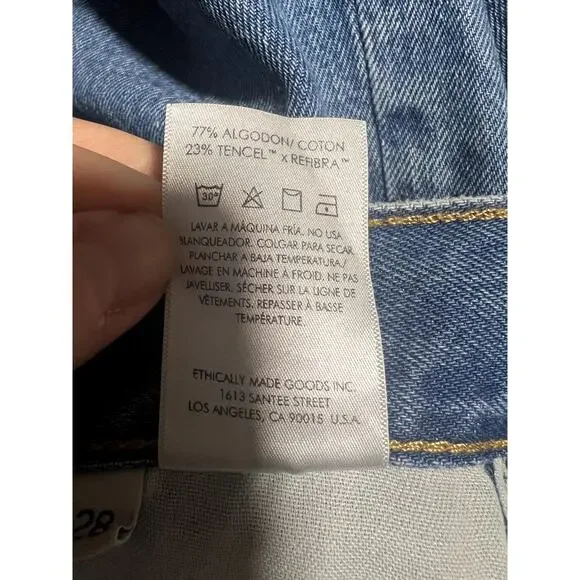 77% ALGODON/ COTON
23% TENCEL™ X REFIBRA™
30°
LAVAR A MÁQUINA FRÍA. NO USA
BLANQUEADOR. COLGAR PARA SECAR.
PLANCHAR A BAJA TEMPERATURA/
LAVAGE EN MACHINE À FROID. NE PAS
JAVELLISER. SÉCHER SUR LA LIGNE DE
VÊTEMENTS. REPASSER À BASSE
TEMPÉRATURE.
ETHICALLY MADE GOODS INC.
1613 SANTEE STREET
LOS ANGELES, CA 90015 U.S.A.
28